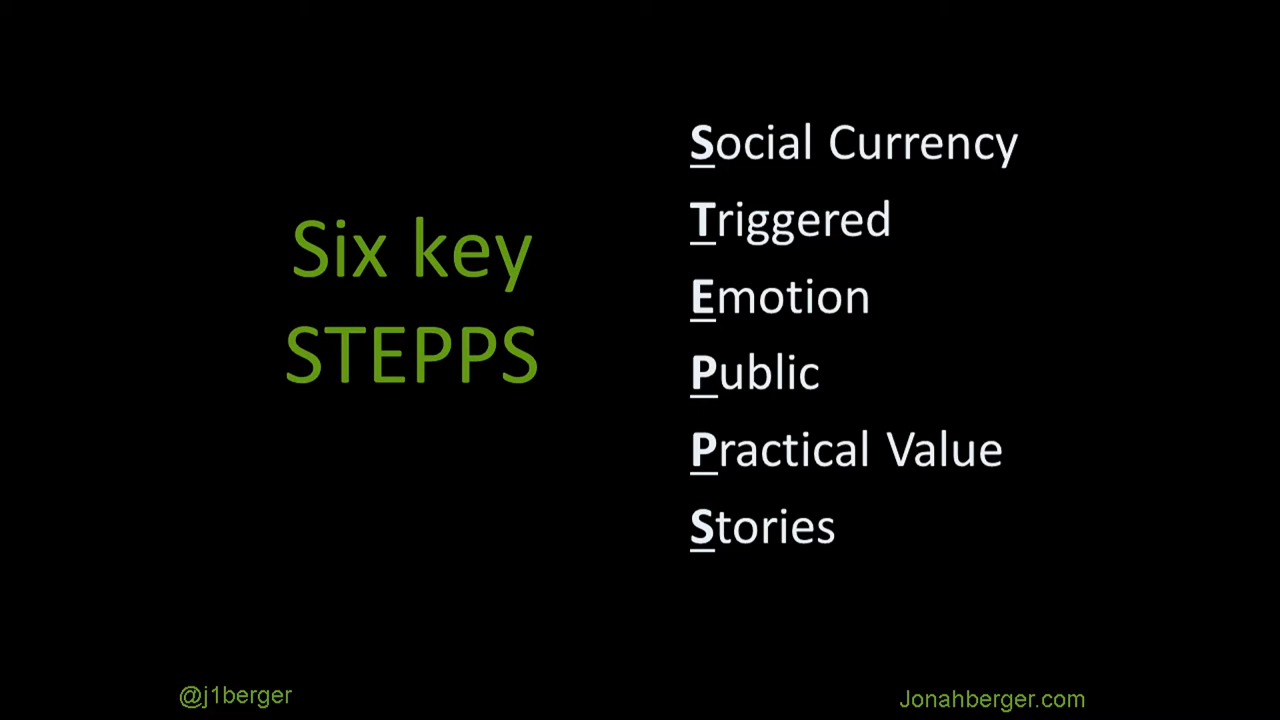 Six key
STEPPS
Social Currency
Triggered
Emotion
Public
Practical Value
Stories
@j1berger
Jonahberger.com